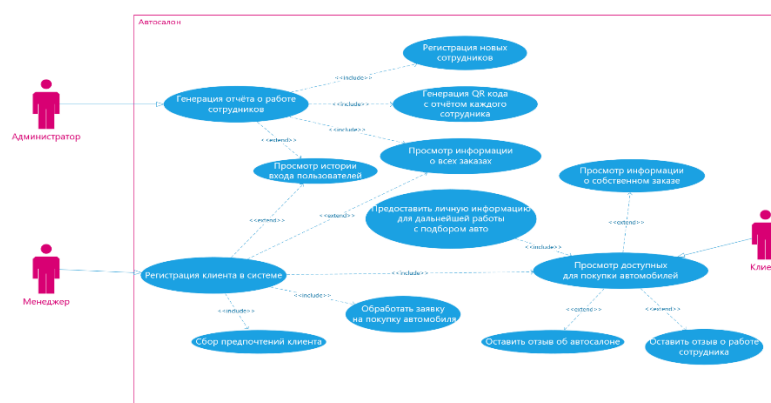 Автосалон
Регистрация новых
сотрудников
<<include>>
Генерация отчёта о работе
сотрудников
<<include>>
Генерация QR кода
с отчётом каждого
сотрудника
Администратор
<<include>>
<<extend>>
Просмотр информации
о всех заказах
Просмотр истории
входа пользователей
Просмотр информации
о собственном заказе
Предоставить личную информацию
для дальнейшей работы
с подбором авто
<<extend>>
<<extend>>
<<extend>>
<<include>>
Клие
Менеджер
Регистрация клиента в системе
<<include>>
Просмотр доступных
для покупки автомобилей
<<include>>
<<include>>
Обработать заявку
на покупку автомобиля
<<extend>>
<<extend>>
Сбор предпочтений клиента
Оставить отзыв об автосалоне
Оставить отзыв о работе
сотрудника